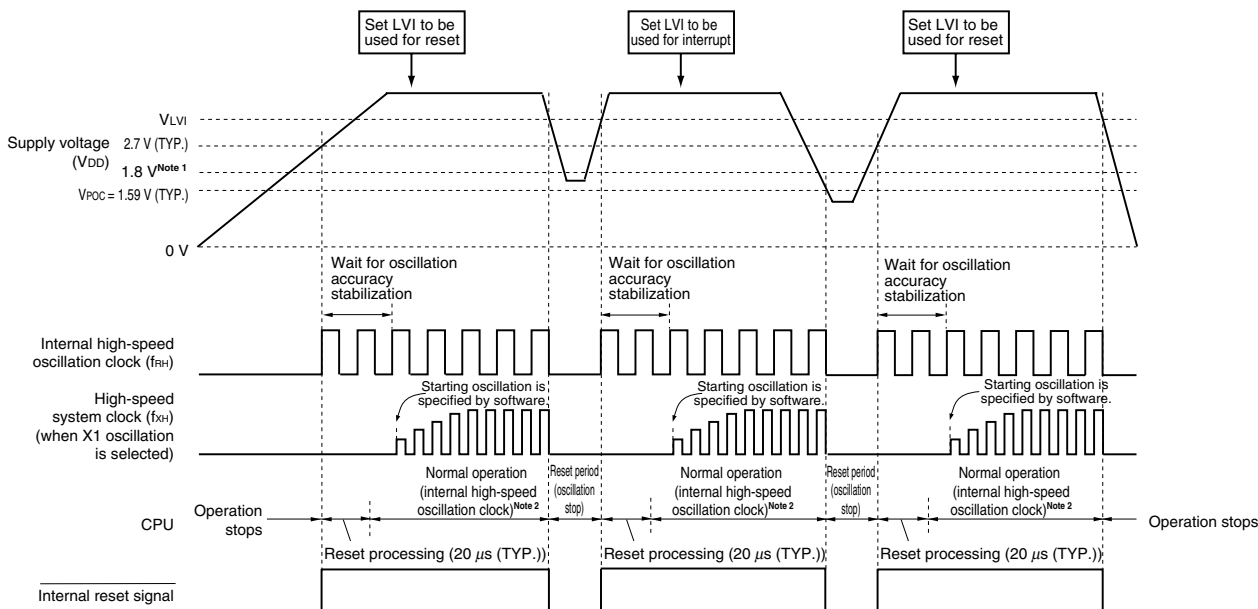 Set LVI to be
used for reset
Set LVI to be
used for interrupt
Set LVI to be
used for reset
VLVI
Supply voltage
(VDD)
2.7 V (TYP.)
1.8 V Note 1
VPOC = 1.59 V (TYP.)
0 V
Wait for oscillation
accuracy
stabilization
Wait for oscillation
accuracy
stabilization
Wait for oscillation
accuracy
stabilization
Internal high-speed
oscillation clock (fRH)
High-speed
system clock (fXH)
(when X1 oscillation
is selected)
Starting oscillation is
specified by software.
Starting oscillation is
specified by software.
Starting oscillation is
specified by software.
CPU
Operation
stops
Normal operation
(internal high-speed
oscillation clock) Note 2
Reset period
(oscillation
stop)
Normal operation
(internal high-speed
oscillation clock) Note 2
Reset period
(oscillation
stop)
Normal operation
(internal high-speed
oscillation clock) Note 2
Operation stops
Reset processing (20 μs (TYP.))
Reset processing (20 μs (TYP.))
Reset processing (20 μs (TYP.))
Internal reset signal